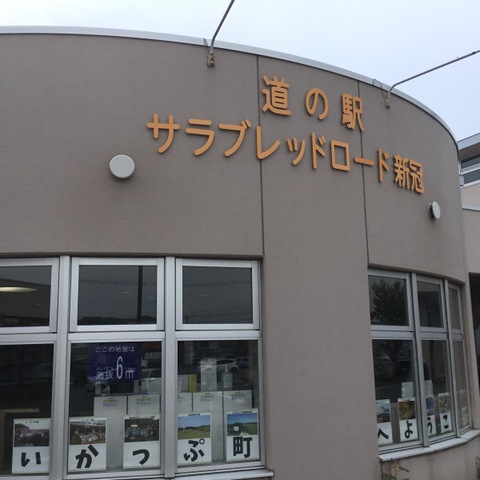 道の駅
サラブレッドロード新冠
ここの地盤は
海抜6m
いかっぷ町
へようこ